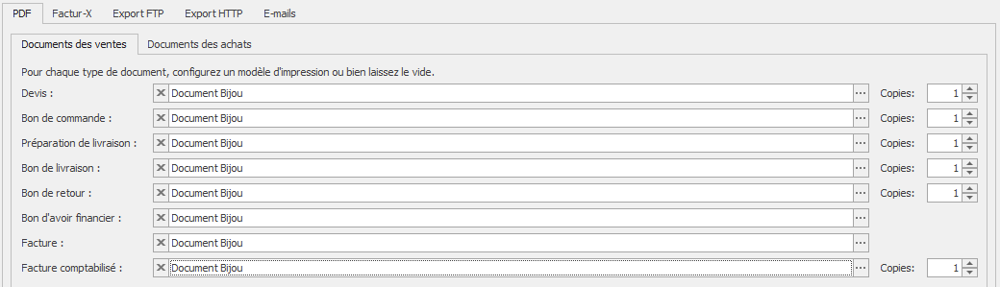 PDF Factur-X Export FTP Export HTTP E-mails
Documents des ventes Documents des achats
Pour chaque type de document, configurez un modèle d'impression ou bien laissez le vide.
Devis : Document Bijou ... Copies: 1
Bon de commande : Document Bijou ... Copies: 1
Préparation de livraison : Document Bijou ... Copies: 1
Bon de livraison : Document Bijou ... Copies: 1
Bon de retour : Document Bijou ... Copies: 1
Bon d'avoir financier : Document Bijou ...
Facture : Document Bijou ...
Facture comptabilisé : Document Bijou ... Copies: 1